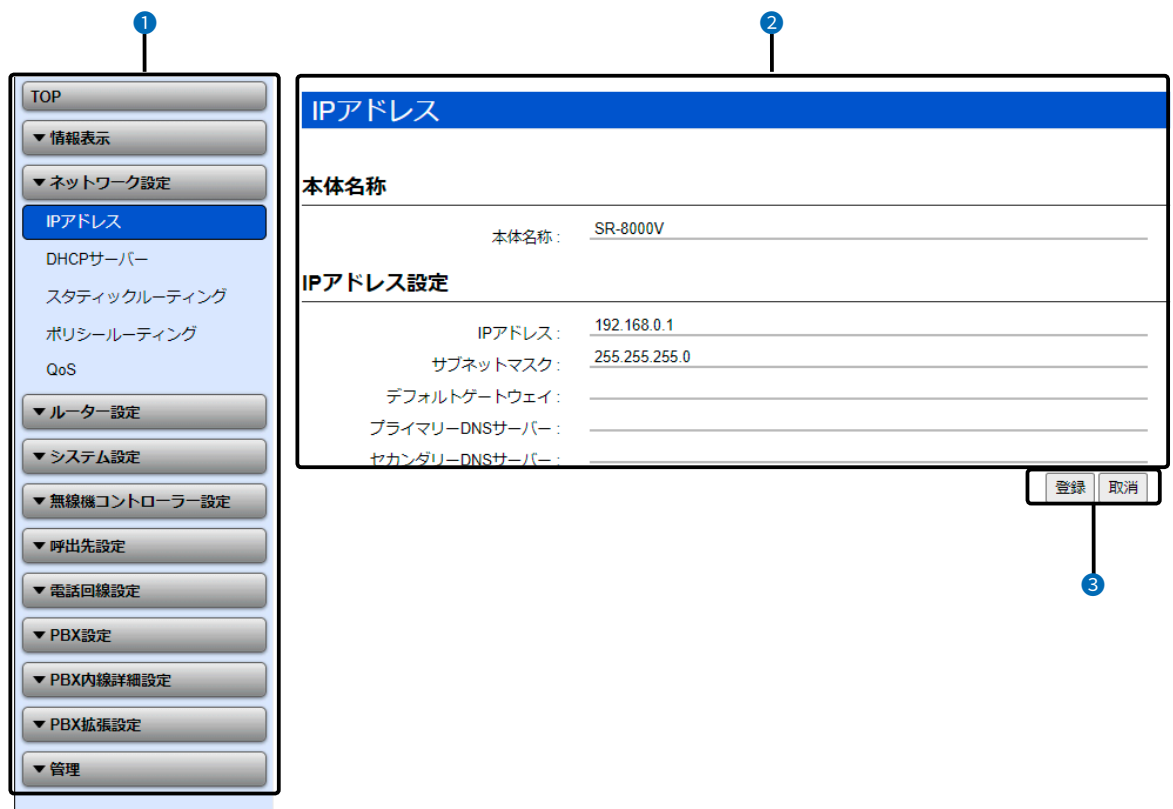 1
2
TOP
▼情報表示
▼ネットワーク設定
IPアドレス
DHCPサーバー
スタティックルーティング
ポリシールーティング
QoS
▼ルーター設定
▼システム設定
▼無線機コントローラー設定
▼呼出先設定
▼電話回線設定
▼PBX設定
▼PBX内線詳細設定
▼PBX拡張設定
▼管理
IPアドレス
本体名称
本体名称 : SR-8000V
IPアドレス設定
IPアドレス : 192.168.0.1
サブネットマスク : 255.255.255.0
デフォルトゲートウェイ :
プライマリーDNSサーバー :
セカンダリーDNSサーバー :
登録 取消
3